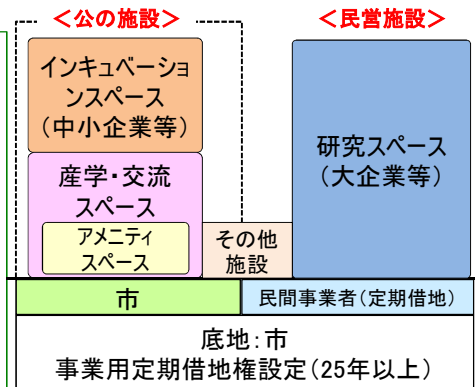 ＜公の施設＞
＜民営施設＞
インキュベーショ
ンスペース
（中小企業等）
産学・交流
スペース
アメニティ
スペース
その他
施設
研究スペース
（大企業等）
市
民間事業者（定期借地）
底地：市
事業用定期借地権設定（25年以上）